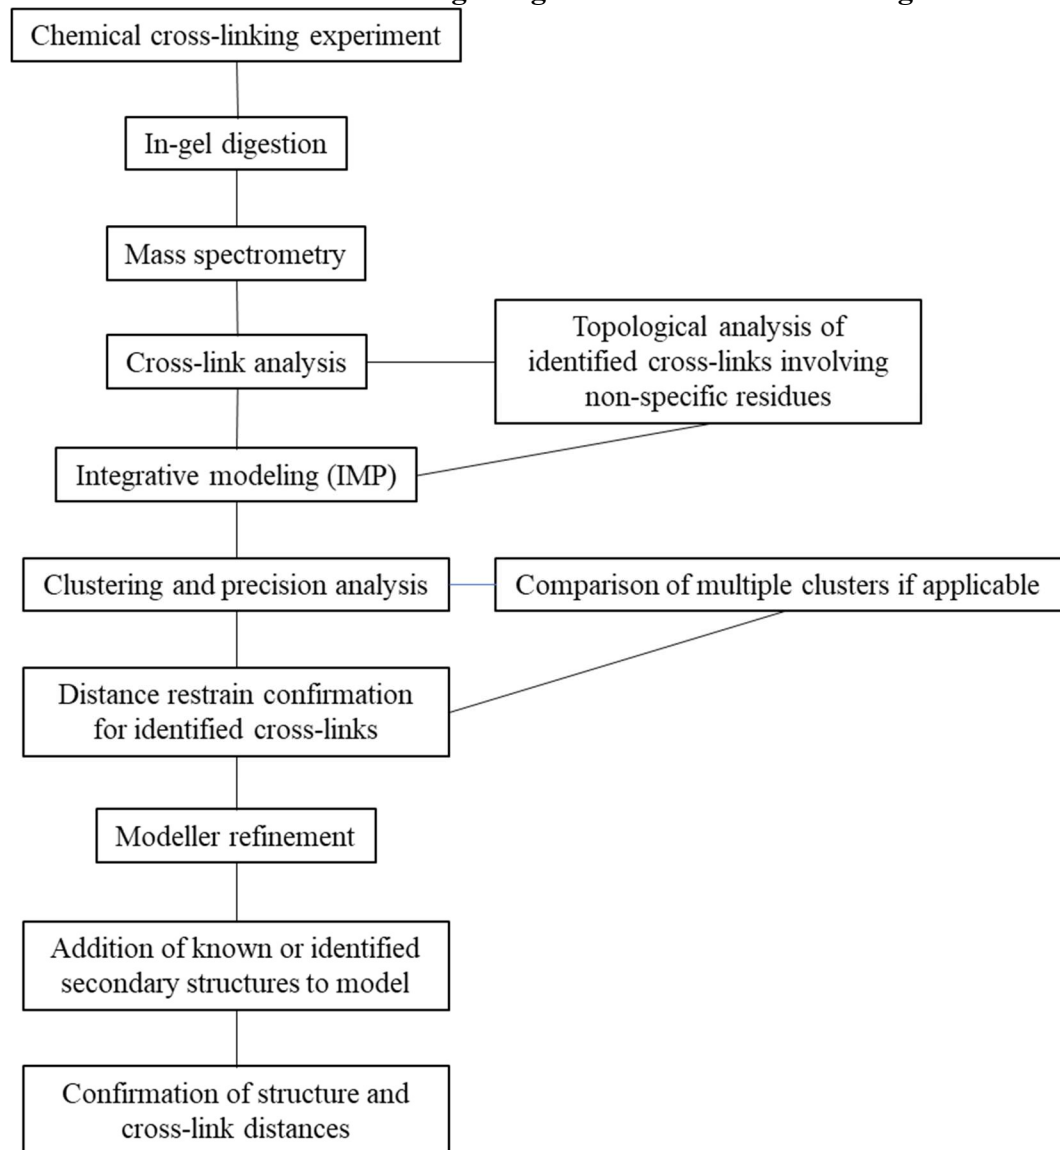 Chemical cross-linking experiment
In-gel digestion
Mass spectrometry
Cross-link analysis
Topological analysis of
identified cross-links involving
non-specific residues
Integrative modeling (IMP)
Clustering and precision analysis
Comparison of multiple clusters if applicable
Distance restrain confirmation
for identified cross-links
Modeller refinement
Addition of known or identified
secondary structures to model
Confirmation of structure and
cross-link distances